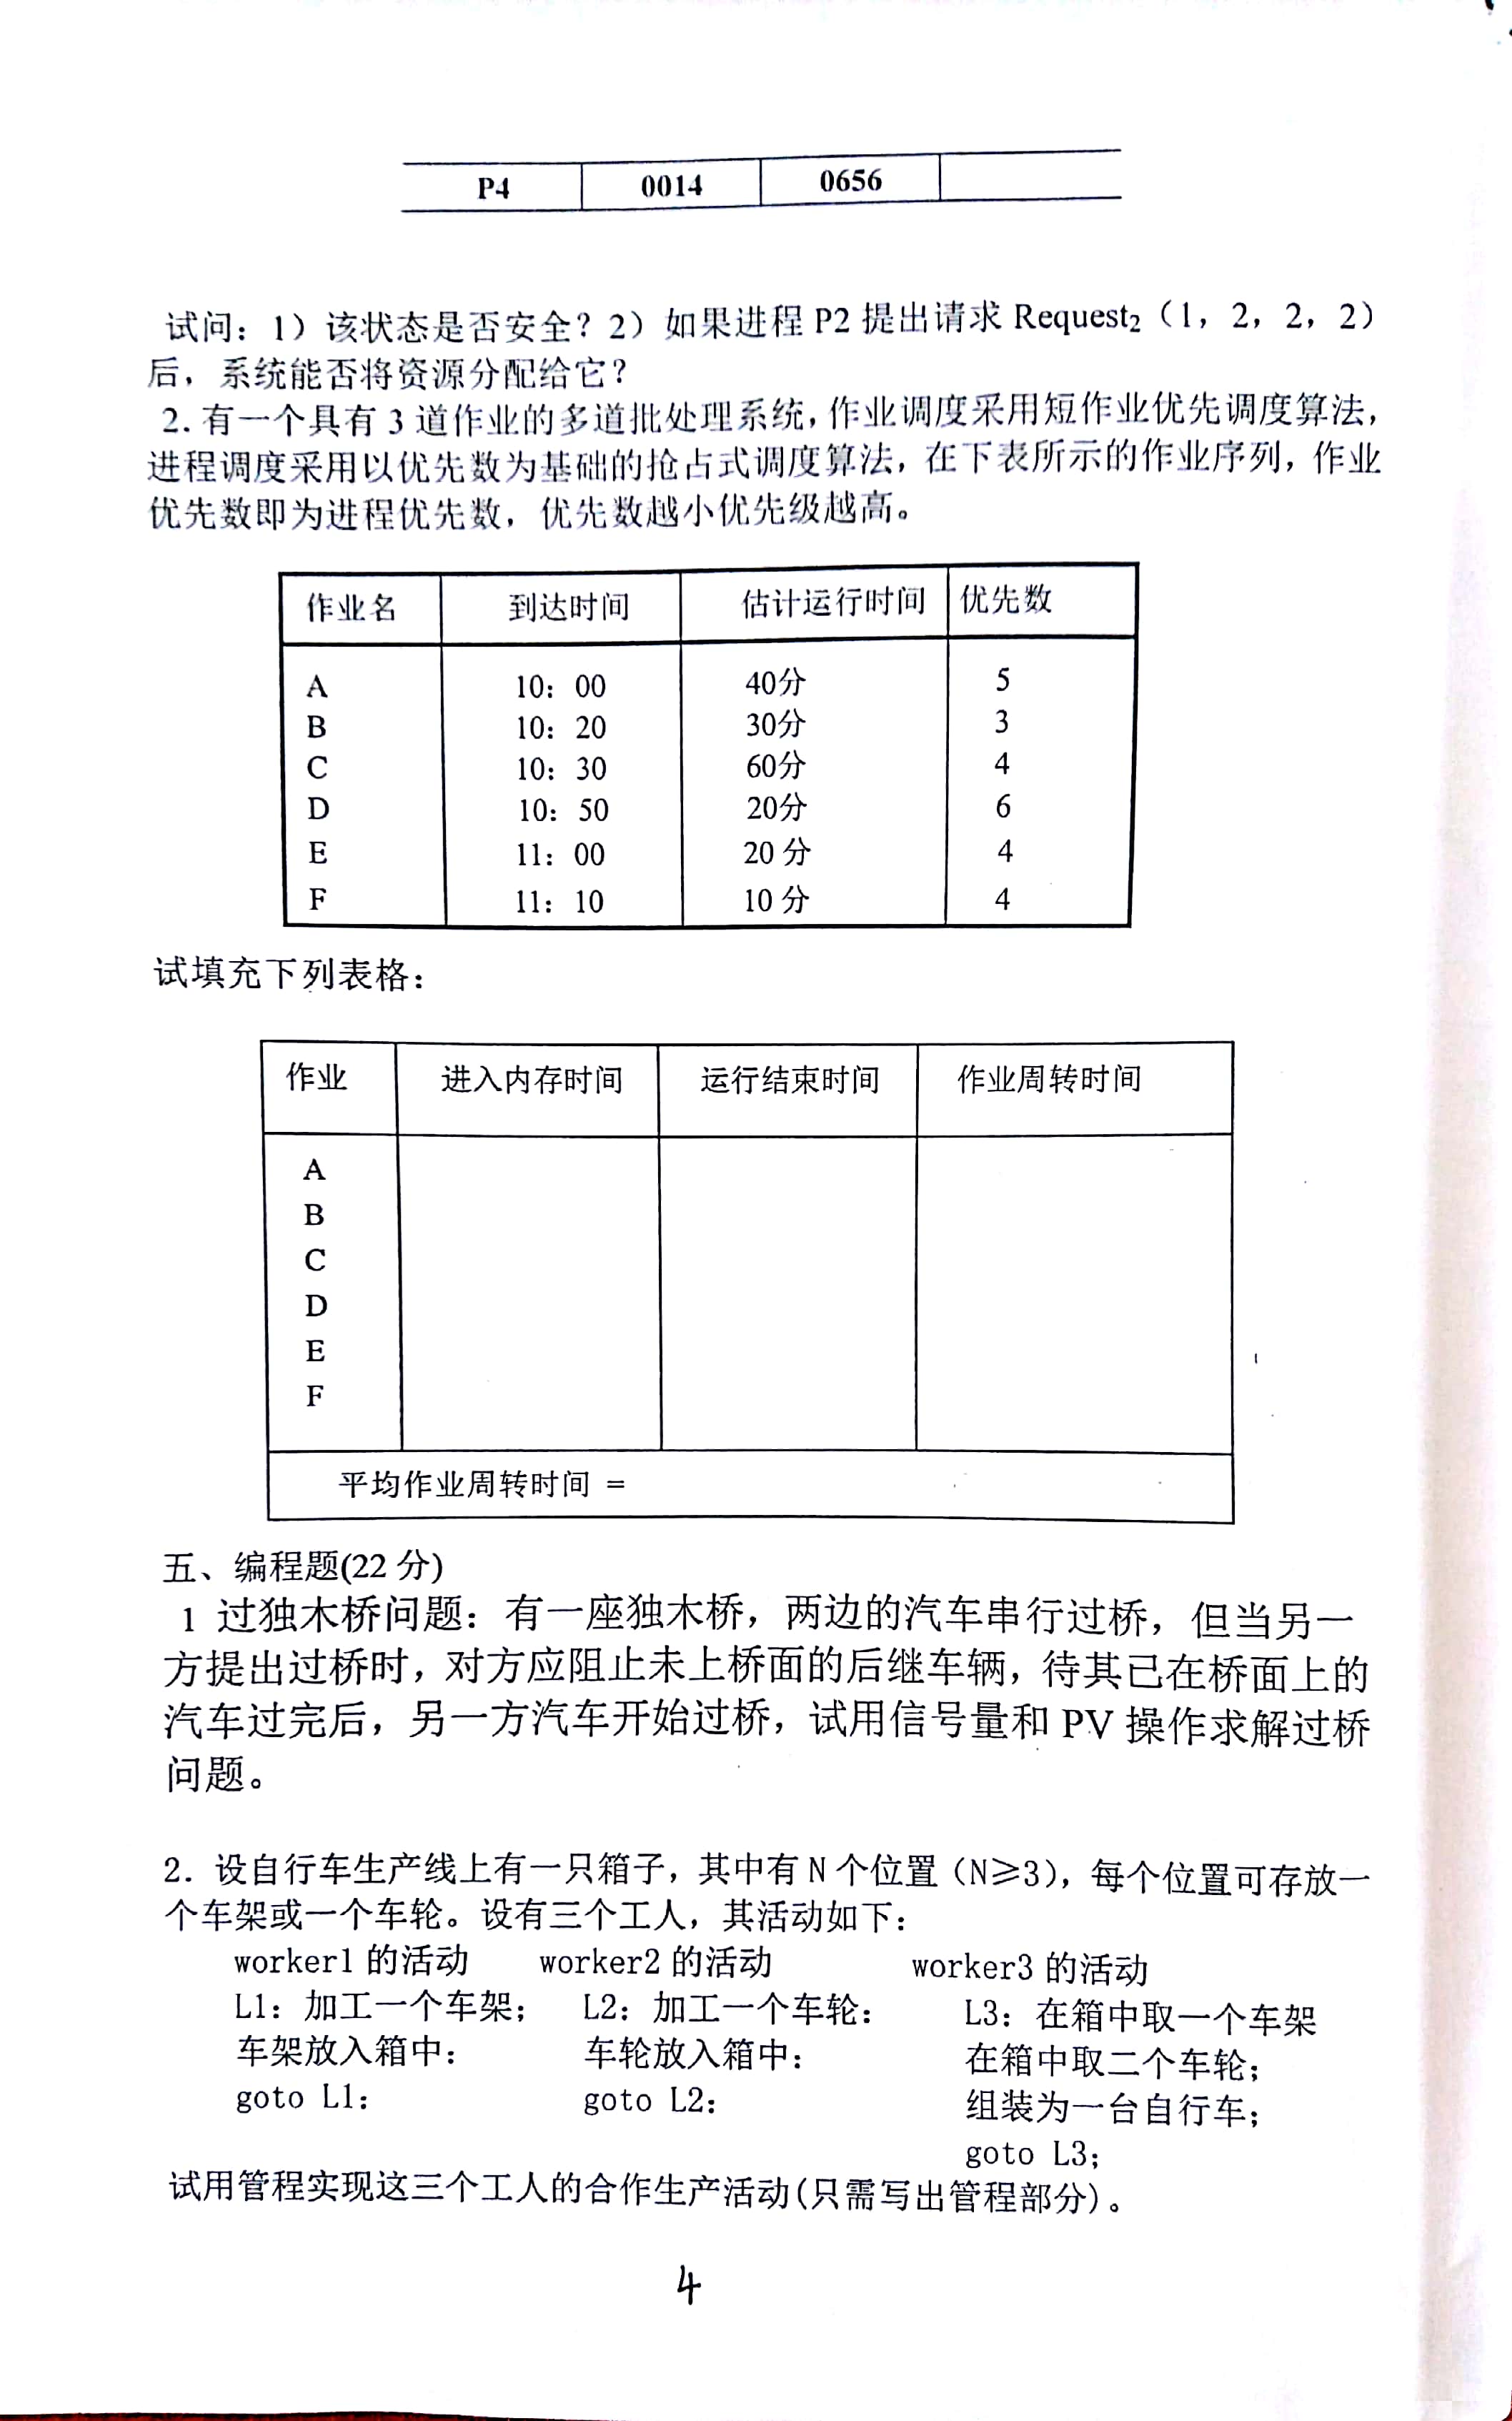 P4 0014 0656
试问：1）该状态是否安全？2）如果进程 P2 提出请求 Request₂（1，2，2，2）
后，系统能否将资源分配给它？
2. 有一个具有 3 道作业的多道批处理系统，作业调度采用短作业优先调度算法，
进程调度采用以优先数为基础的抢占式调度算法，在下表所示的作业序列，作业
优先数即为进程优先数，优先数越小优先级越高。
作业名 到达时间 估计运行时间 优先数
A 10：00 40分 5
B 10：20 30分 3
C 10：30 60分 4
D 10：50 20分 6
E 11：00 20 分 4
F 11：10 10 分 4
试填充下列表格：
作业 进入内存时间 运行结束时间 作业周转时间
A
B
C
D
E
F
平均作业周转时间 =
五、编程题(22 分)
1 过独木桥问题：有一座独木桥，两边的汽车串行过桥，但当另一
方提出过桥时，对方应阻止未上桥面的后继车辆，待其已在桥面上的
汽车过完后，另一方汽车开始过桥，试用信号量和 PV 操作求解过桥
问题。
2. 设自行车生产线上有一只箱子，其中有 N 个位置（N≥3），每个位置可存放一
个车架或一个车轮。设有三个工人，其活动如下：
worker1 的活动 worker2 的活动 worker3 的活动
L1：加工一个车架； L2：加工一个车轮： L3：在箱中取一个车架
车架放入箱中： 车轮放入箱中： 在箱中取二个车轮；
goto L1： goto L2： 组装为一台自行车；
goto L3；
试用管程实现这三个工人的合作生产活动(只需写出管程部分)。
4